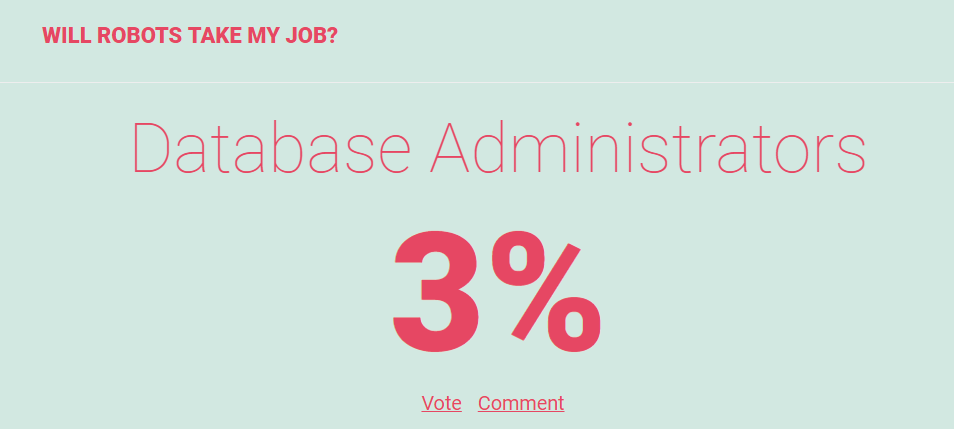 WILL ROBOTS TAKE MY JOB?
Database Administrators
3%
Vote Comment